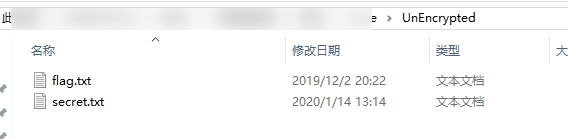 此 e › UnEncrypted
名称 修改日期 类型 大
flag.txt 2019/12/2 20:22 文本文档
secret.txt 2020/1/14 13:14 文本文档